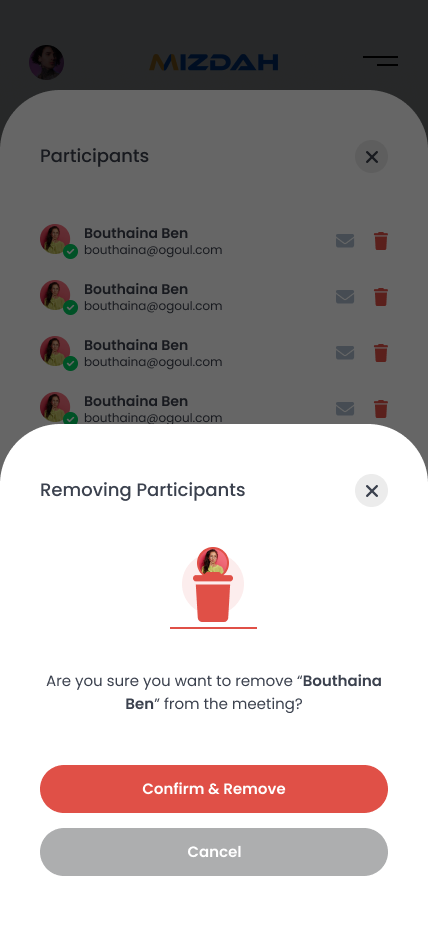 MIZDAH
Participants
Bouthaina Ben
bouthaina@ogoul.com
Bouthaina Ben
bouthaina@ogoul.com
Bouthaina Ben
bouthaina@ogoul.com
Bouthaina Ben
bouthaina@ogoul.com
Removing Participants
Are you sure you want to remove “Bouthaina
Ben” from the meeting?
Confirm & Remove
Cancel